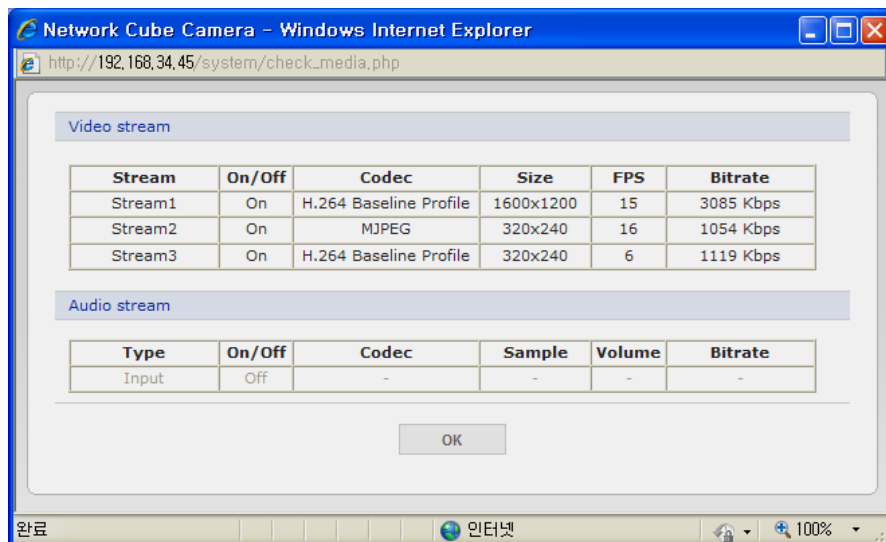 Network Cube Camera - Windows Internet Explorer
http://192.168.34.45/system/check_media.php
Video stream
Stream On/Off Codec Size FPS Bitrate
Stream1 On H.264 Baseline Profile 1600x1200 15 3085 Kbps
Stream2 On MJPEG 320x240 16 1054 Kbps
Stream3 On H.264 Baseline Profile 320x240 6 1119 Kbps
Audio stream
Type On/Off Codec Sample Volume Bitrate
Input Off - - - -
OK
완료 인터넷 100%